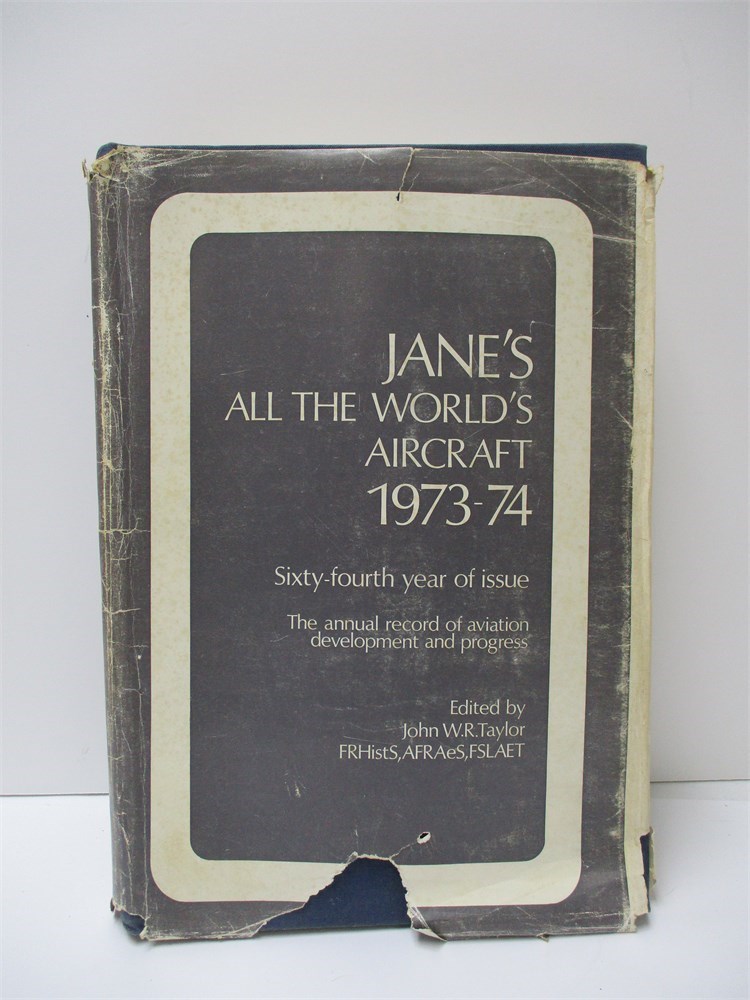 JANE'S
ALL THE WORLD'S
AIRCRAFT
1973-74
Sixty-fourth year of issue
The annual record of aviation
development and progress
Edited by
John W.R.Taylor
FRHistS,AFRAeS,FSLAET